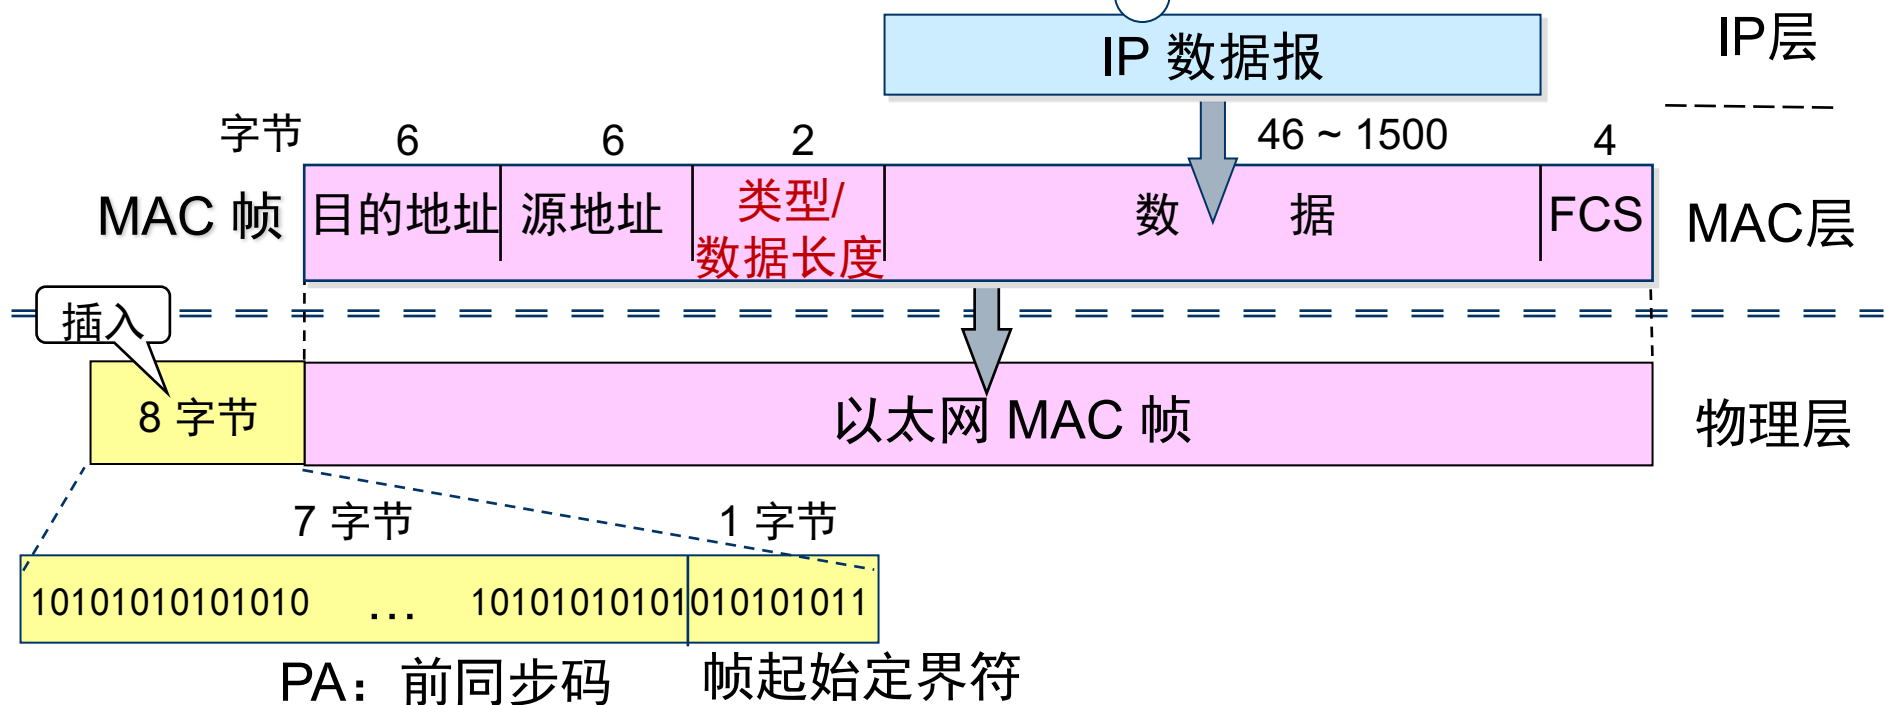 IP层
IP 数据报
字节 6 6 2 46 ~ 1500 4
MAC 帧 目的地址 源地址 类型/ 数据 FCS MAC层
数据长度
插入
8 字节 以太网 MAC 帧 物理层
7 字节 1 字节
10101010101010 … 10101010101010101011
PA：前同步码 帧起始定界符